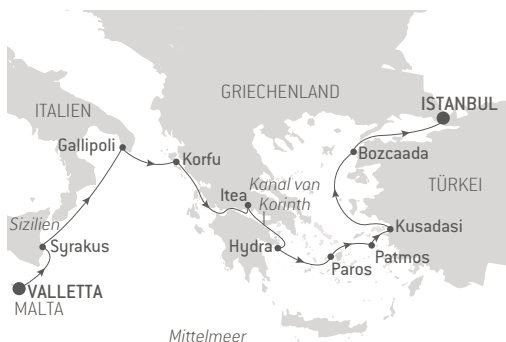 GRIECHENLAND
ISTANBUL
ITALIEN
Gallipoli
Korfu
Bozcaada
Itea
Kanal von
Korinth
TÜRKEI
Sizilien
Syrakus
Hydra
Kusadasi
Patmos
Paros
VALLETTA
MALTA
Mittelmeer